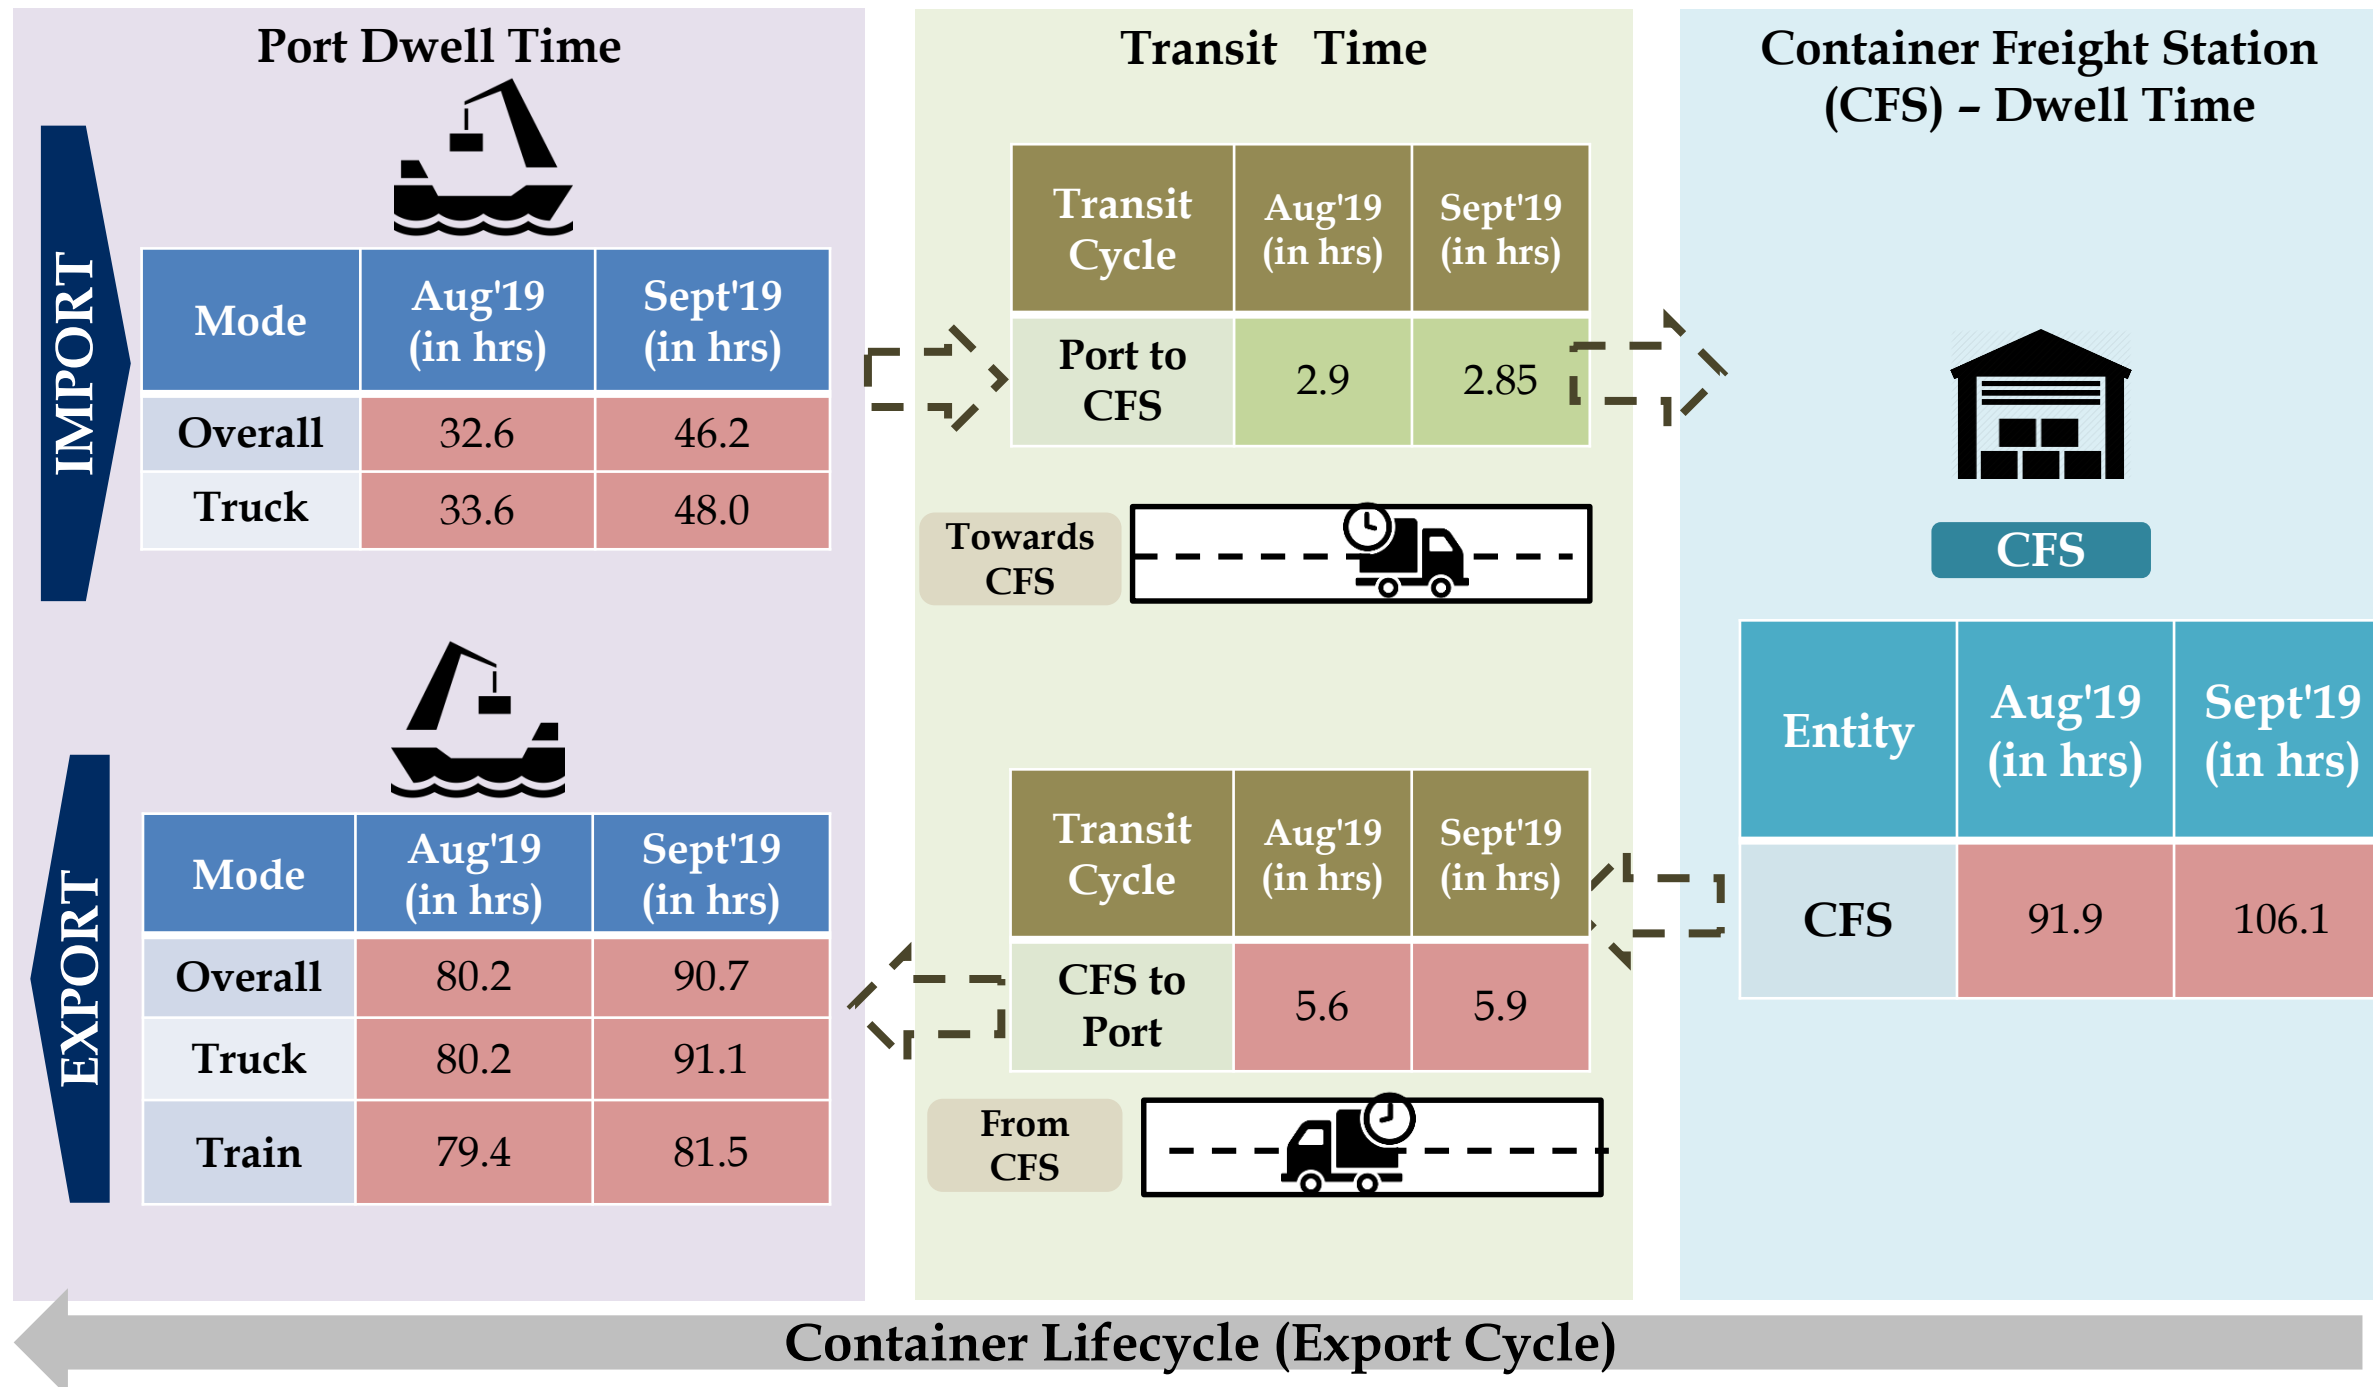 Port Dwell Time
IMPORT
Mode Aug'19 (in hrs) Sept'19 (in hrs)
Overall 32.6 46.2
Truck 33.6 48.0
EXPORT
Mode Aug'19 (in hrs) Sept'19 (in hrs)
Overall 80.2 90.7
Truck 80.2 91.1
Train 79.4 81.5
Transit Time
Transit Cycle Aug'19 (in hrs) Sept'19 (in hrs)
Port to CFS 2.9 2.85
Towards
CFS
Transit Cycle Aug'19 (in hrs) Sept'19 (in hrs)
CFS to Port 5.6 5.9
From
CFS
Container Freight Station
(CFS) – Dwell Time
CFS
Entity Aug'19 (in hrs) Sept'19 (in hrs)
CFS 91.9 106.1
Container Lifecycle (Export Cycle)